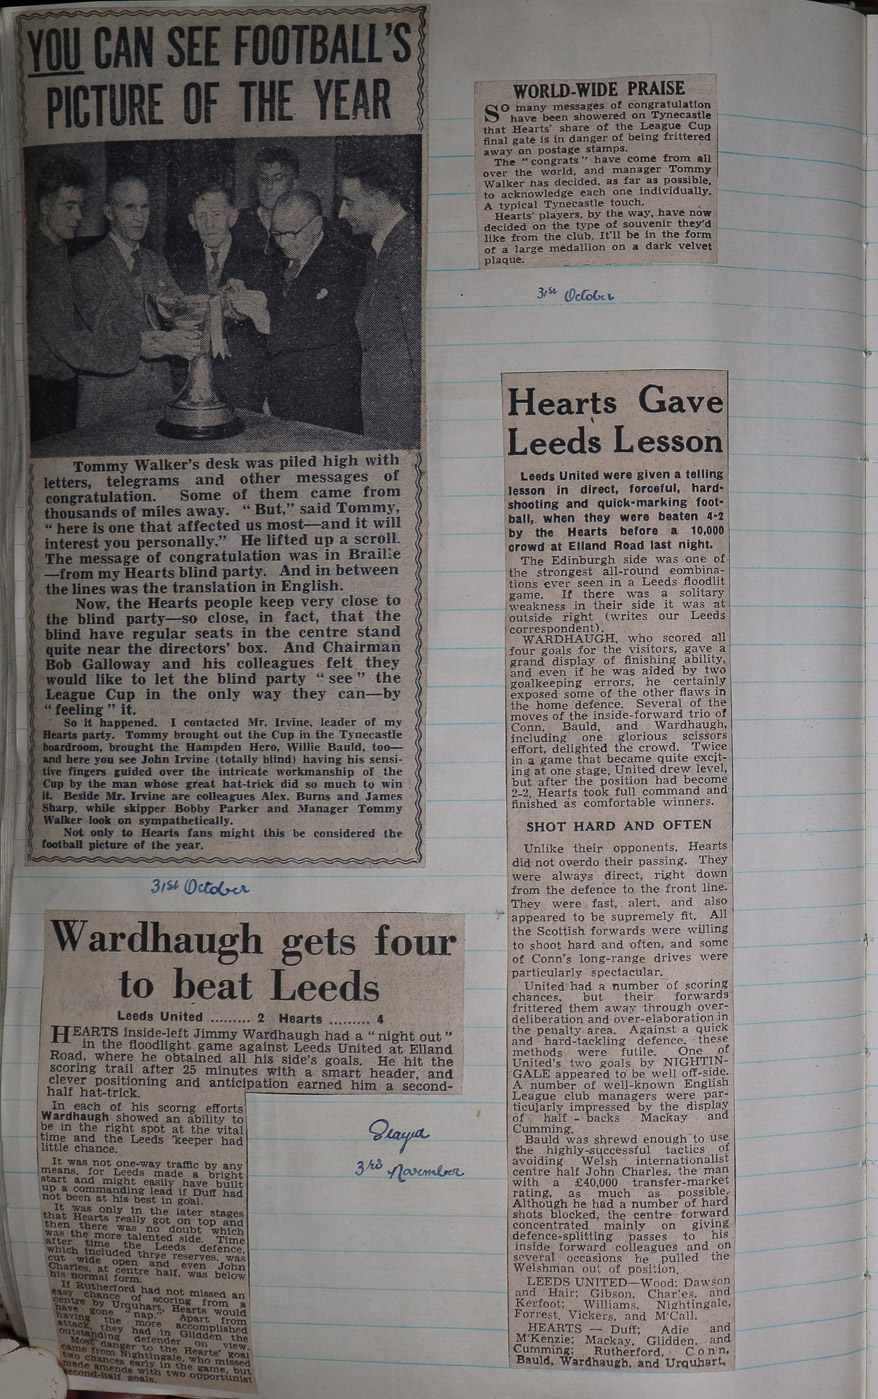 YOU CAN SEE FOOTBALL'S
PICTURE OF THE YEAR
Tommy Walker's desk was piled high with
letters, telegrams and other messages of
congratulation. Some of them came from
thousands of miles away. "But," said Tommy,
"here is one that affected us most—and it will
interest you personally." He lifted up a scroll.
The message of congratulation was in Braille
—from my Hearts blind party. And in between
the lines was the translation in English.
Now, the Hearts people keep very close to
the blind party—so close, in fact, that the
blind have regular seats in the centre stand
quite near the directors' box. And Chairman
Bob Galloway and his colleagues felt they
would like to let the blind party "see" the
League Cup in the only way they can—by
"feeling" it.
So it happened. I contacted Mr. Irvine, leader of my
Hearts party. Tommy brought out the Cup in the Tynecastle
boardroom, brought the Hampden Hero, Willie Bauld, too—
and here you see John Irvine (totally blind) having his sensi-
tive fingers guided over the intricate workmanship of the
Cup by the man whose great hat-trick did so much to win
it. Beside Mr. Irvine are colleagues Alex. Burns and James
Sharp, while skipper Bobby Parker and Manager Tommy
Walker look on sympathetically.
Not only to Hearts fans might this be considered the
football picture of the year.
31st October
Wardhaugh gets four
to beat Leeds
Leeds United ......... 2 Hearts ......... 4
HEARTS inside-left Jimmy Wardhaugh had a "night out"
in the floodlight game against Leeds United at Elland
Road, where he obtained all his side's goals. He hit the
scoring trail after 25 minutes with a smart header, and
clever positioning and anticipation earned him a second-
half hat-trick.
In each of his scorng efforts
Wardhaugh showed an ability to
be in the right spot at the vital
time and the Leeds 'keeper had
little chance.
It was not one-way traffic by any
means, for Leeds made a bright
start and might easily have built
up a commanding lead if Duff had
not been at his best in goal.
It was only in the later stages
that Hearts really got on top and
then there was no doubt which
was the more talented side. Time
after time the Leeds defence,
which included three reserves, was
cut wide open and even John
Charles, at centre half, was below
his normal form.
If Rutherford had not missed an
easy chance of scoring from a
centre by Urquhart, Hearts would
have gone "nap." Apart from
having the more accomplished
attack, they had in Glidden the
outstanding defender on view.
Most danger to the Hearts' goal
came from Nightingale, who missed
two chances early in the game, but
made amends with two opportunist
second-half goals.
Played
3rd November
WORLD-WIDE PRAISE
SO many messages of congratulation
have been showered on Tynecastle
that Hearts' share of the League Cup
final gate is in danger of being frittered
away on postage stamps.
The "congrats" have come from all
over the world, and manager Tommy
Walker has decided, as far as possible,
to acknowledge each one individually.
A typical Tynecastle touch.
Hearts' players, by the way, have now
decided on the type of souvenir they'd
like from the club. It'll be in the form
of a large medallion on a dark velvet
plaque.
31st October
Hearts Gave
Leeds Lesson
Leeds United were given a telling
lesson in direct, forceful, hard-
shooting and quick-marking foot-
ball, when they were beaten 4-2
by the Hearts before a 10,000
crowd at Elland Road last night.
The Edinburgh side was one of
the strongest all-round combina-
tions ever seen in a Leeds floodlit
game. If there was a solitary
weakness in their side it was at
outside right (writes our Leeds
correspondent).
WARDHAUGH, who scored all
four goals for the visitors, gave a
grand display of finishing ability,
and even if he was aided by two
goalkeeping errors, he certainly
exposed some of the other flaws in
the home defence. Several of the
moves of the inside-forward trio of
Conn, Bauld, and Wardhaugh,
including one glorious scissors
effort, delighted the crowd. Twice
in a game that became quite excit-
ing at one stage, United drew level,
but after the position had become
2-2, Hearts took full command and
finished as comfortable winners.
SHOT HARD AND OFTEN
Unlike their opponents, Hearts
did not overdo their passing. They
were always direct, right down
from the defence to the front line.
They were fast, alert, and also
appeared to be supremely fit. All
the Scottish forwards were willing
to shoot hard and often, and some
of Conn's long-range drives were
particularly spectacular.
United had a number of scoring
chances, but their forwards
frittered them away through over-
deliberation and over-elaboration in
the penalty area. Against a quick
and hard-tackling defence, these
methods were futile. One of
United's two goals by NIGHTIN-
GALE appeared to be well off-side.
A number of well-known English
League club managers were par-
ticularly impressed by the display
of half-backs Mackay and
Cumming.
Bauld was shrewd enough to use
the highly-successful tactics of
avoiding Welsh internationalist
centre half John Charles, the man
with a £40,000 transfer-market
rating, as much as possible.
Although he had a number of hard
shots blocked, the centre forward
concentrated mainly on giving
defence-splitting passes to his
inside forward colleagues and on
several occasions he pulled the
Welshman out of position.
LEEDS UNITED—Wood; Dawson
and Hair; Gibson, Charles, and
Kerfoot; Williams, Nightingale,
Forrest, Vickers, and M'Call.
HEARTS — Duff; Adie and
M'Kenzie; Mackay, Glidden, and
Cumming; Rutherford, Conn,
Bauld, Wardhaugh, and Urquhart.